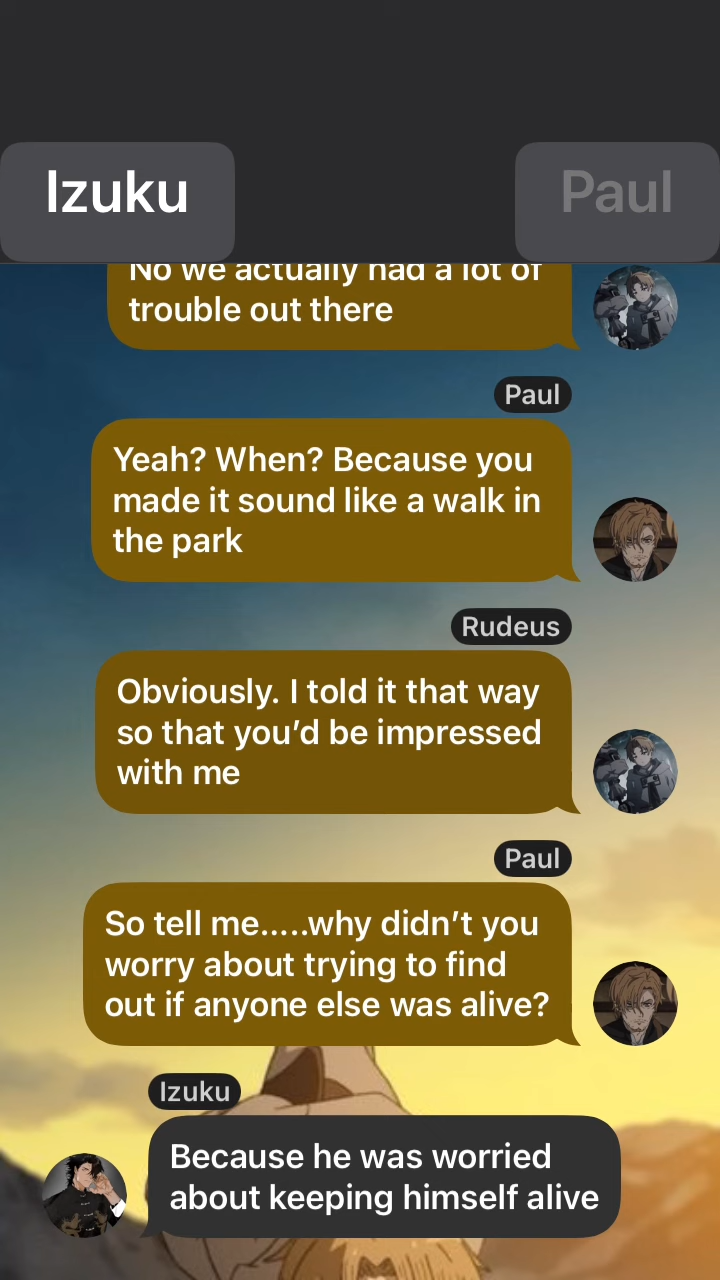 Izuku
Paul
No we actually had a lot of
trouble out there
Paul
Yeah? When? Because you
made it sound like a walk in
the park
Rudeus
Obviously. I told it that way
so that you’d be impressed
with me
Paul
So tell me.....why didn’t you
worry about trying to find
out if anyone else was alive?
Izuku
Because he was worried
about keeping himself alive